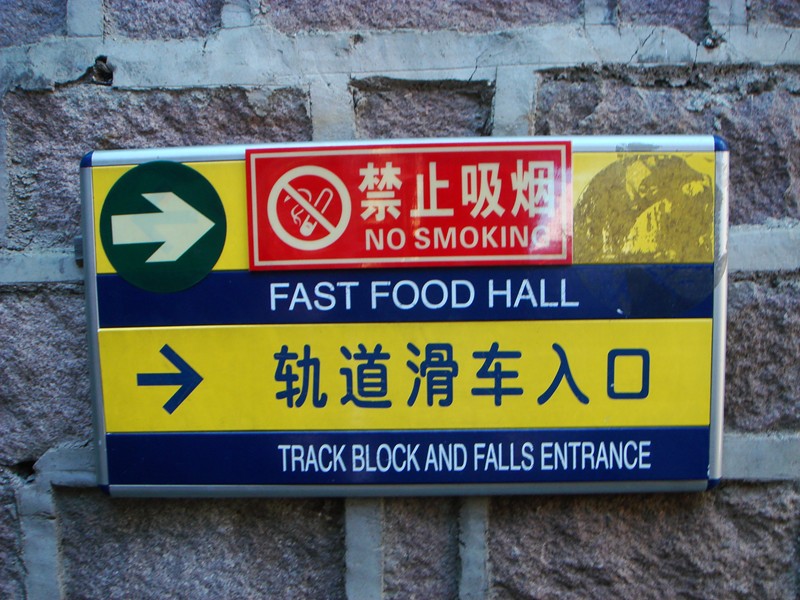 禁止吸烟
NO SMOKING
FAST FOOD HALL
轨道滑车入口
TRACK BLOCK AND FALLS ENTRANCE